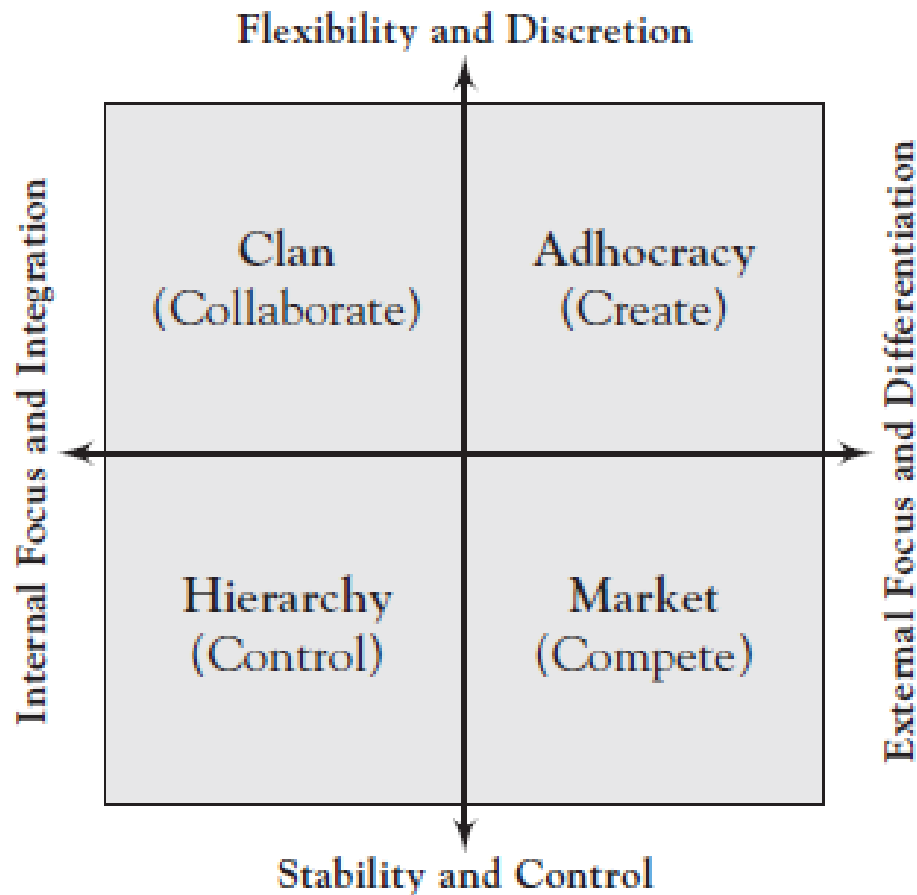 Flexibility and Discretion
Internal Focus and Integration
Clan
(Collaborate)
Adhocracy
(Create)
External Focus and Differentiation
Hierarchy
(Control)
Market
(Compete)
Stability and Control